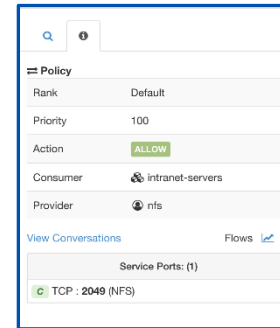 Policy
Rank Default
Priority 100
Action ALLOW
Consumer intranet-servers
Provider nfs
View Conversations Flows
Service Ports: (1)
C TCP : 2049 (NFS)